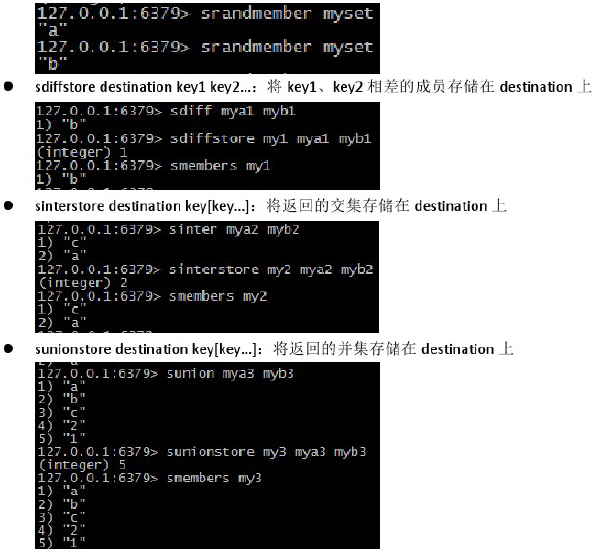 127.0.0.1:6379> srandmember myset
"a"
127.0.0.1:6379> srandmember myset
"b"
● sdiffstore destination key1 key2...：将 key1、key2 相差的成员存储在 destination 上
127.0.0.1:6379> sdiff mya1 myb1
1) "b"
127.0.0.1:6379> sdiffstore my1 mya1 myb1
(integer) 1
127.0.0.1:6379> smembers my1
1) "b"
● sinterstore destination key[key...]：将返回的交集存储在 destination 上
127.0.0.1:6379> sinter mya2 myb2
1) "c"
2) "a"
127.0.0.1:6379> sinterstore my2 mya2 myb2
(integer) 2
127.0.0.1:6379> smembers my2
1) "c"
2) "a"
● sunionstore destination key[key...]：将返回的并集存储在 destination 上
127.0.0.1:6379> sunion mya3 myb3
1) "a"
2) "b"
3) "c"
4) "2"
5) "1"
127.0.0.1:6379> sunionstore my3 mya3 myb3
(integer) 5
127.0.0.1:6379> smembers my3
1) "a"
2) "b"
3) "c"
4) "2"
5) "1"